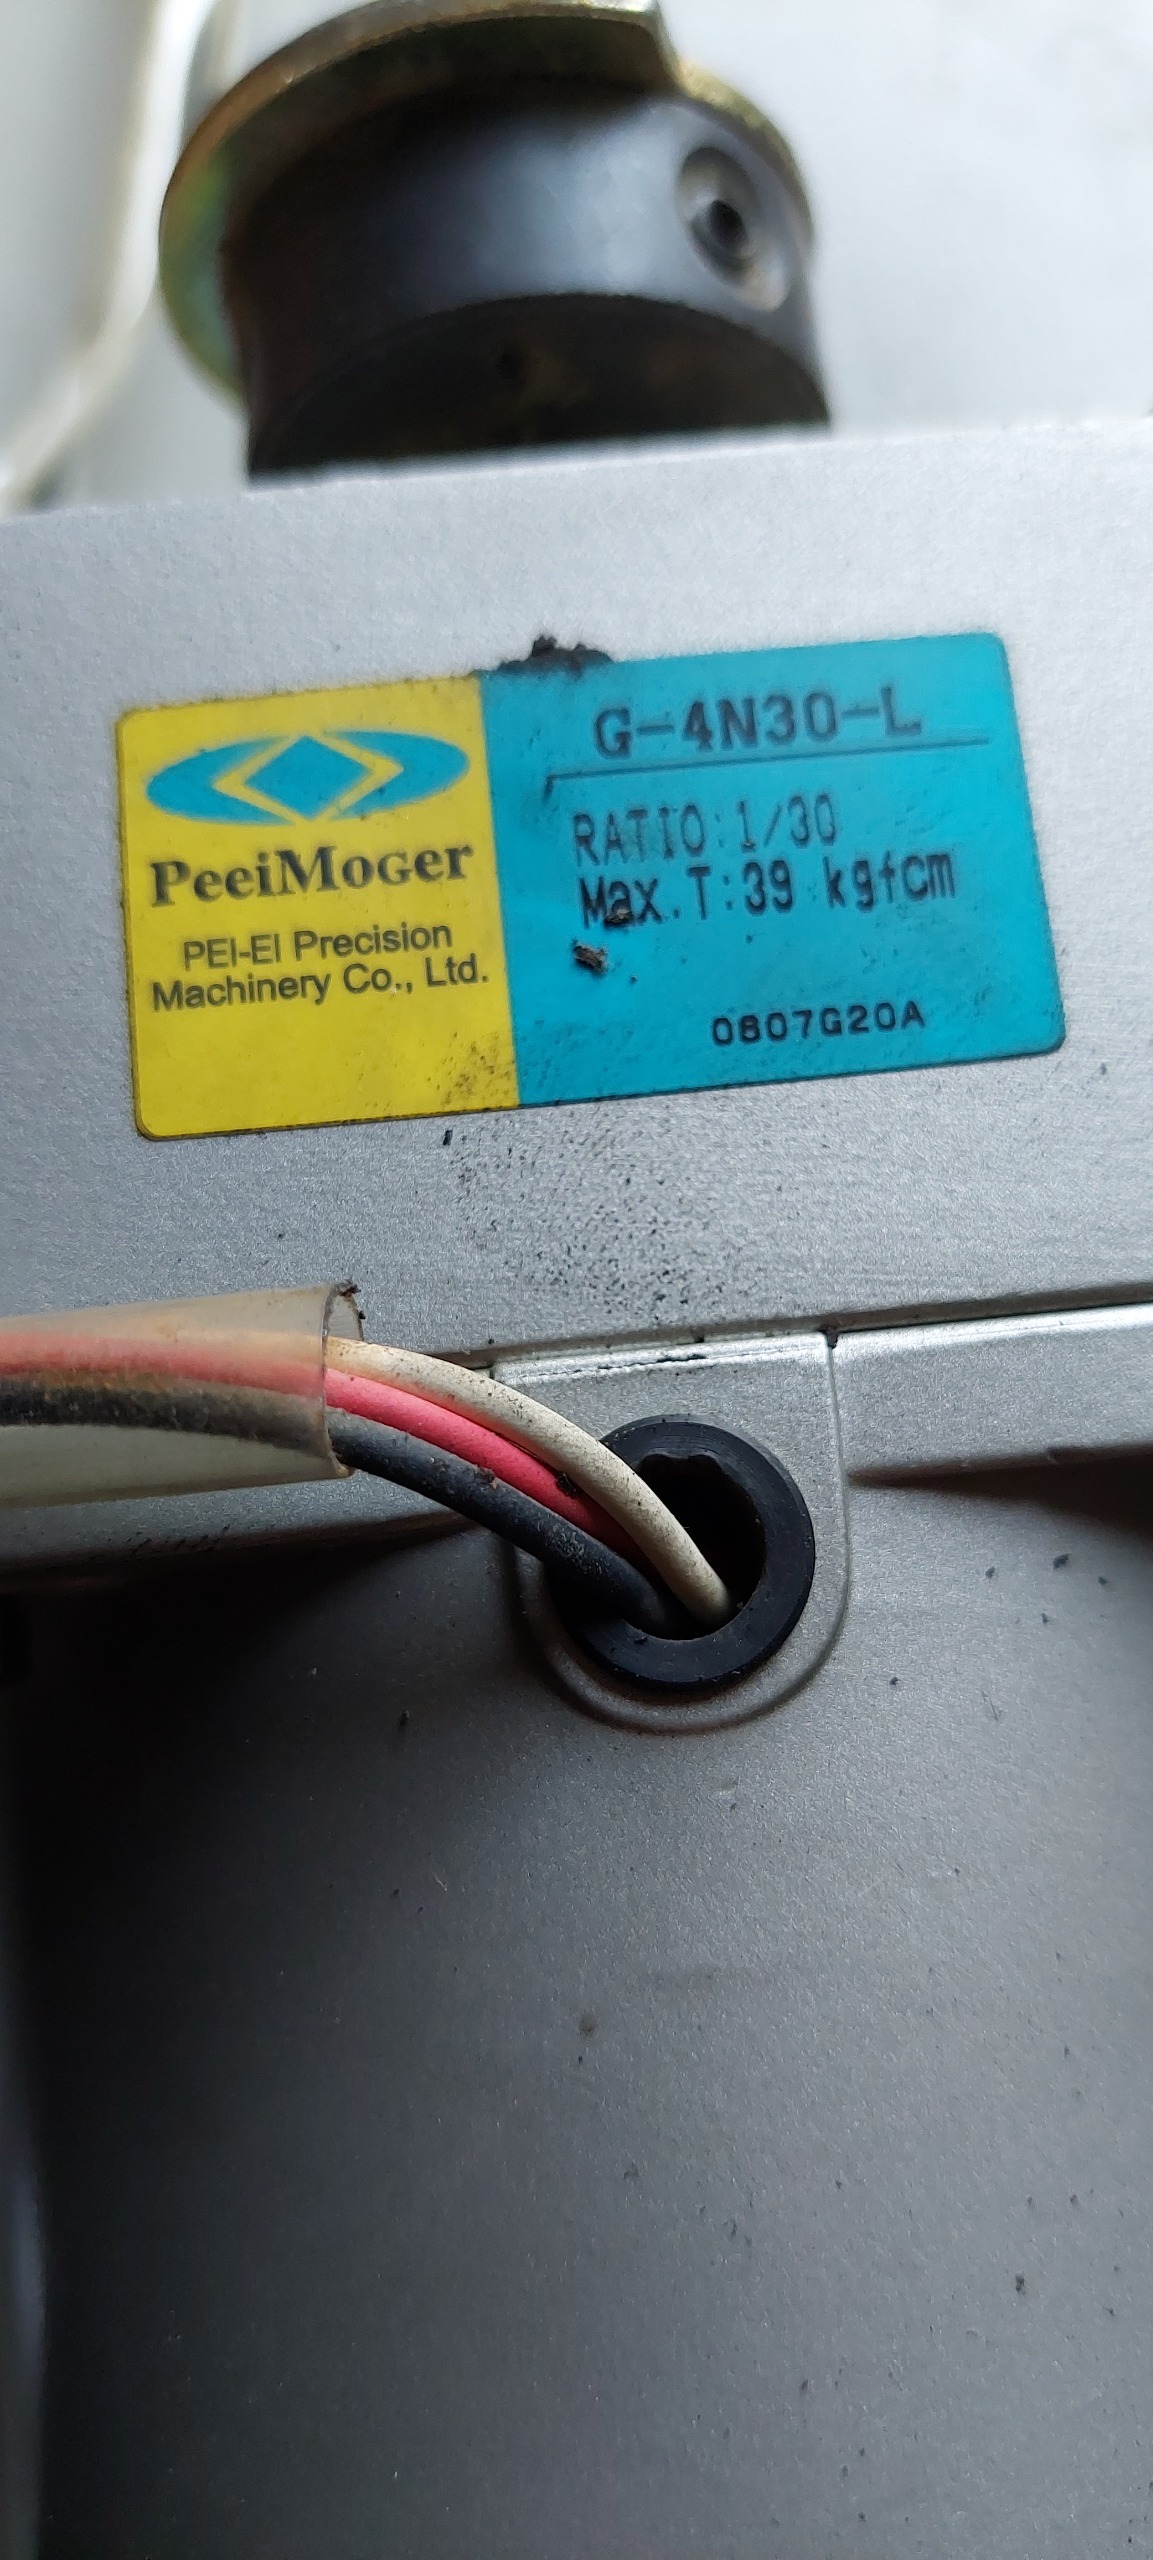 PeeiMoger
PEI-EI Precision
Machinery Co., Ltd.
G-4N30-L
RATIO:1/30
Max.T:39 kgfcm
0807G20A